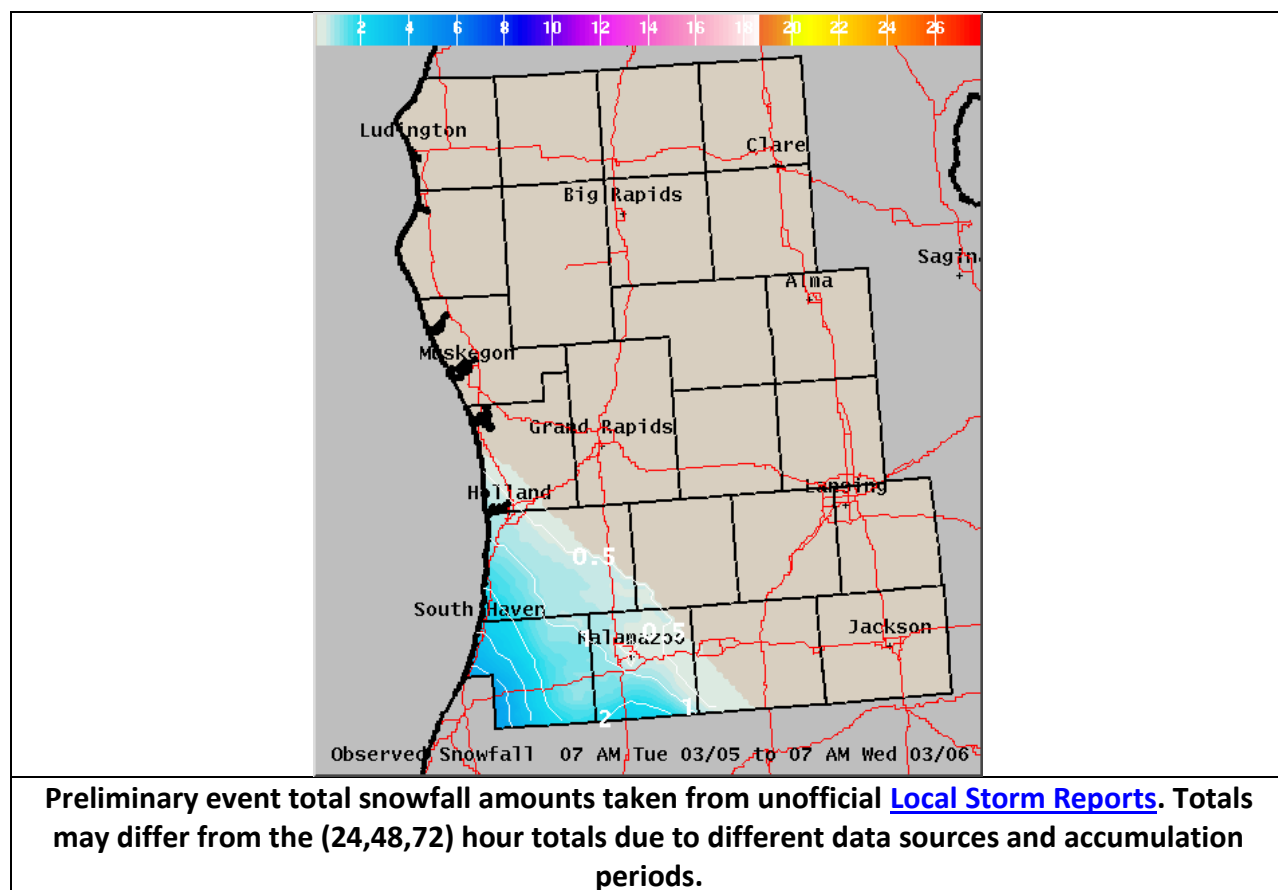 2 4 6 8 10 12 14 16 18 20 22 24 26
Ludington
Clare
Big Rapids
Sagina
Alma
Muskegon
Grand Rapids
Lansing
Holland
0.5
South Haven
Kalamazoo 0.5
Jackson
1
2
Observed Snowfall 07 AM Tue 03/05 to 07 AM Wed 03/06
Preliminary event total snowfall amounts taken from unofficial Local Storm Reports. Totals
may differ from the (24,48,72) hour totals due to different data sources and accumulation
periods.